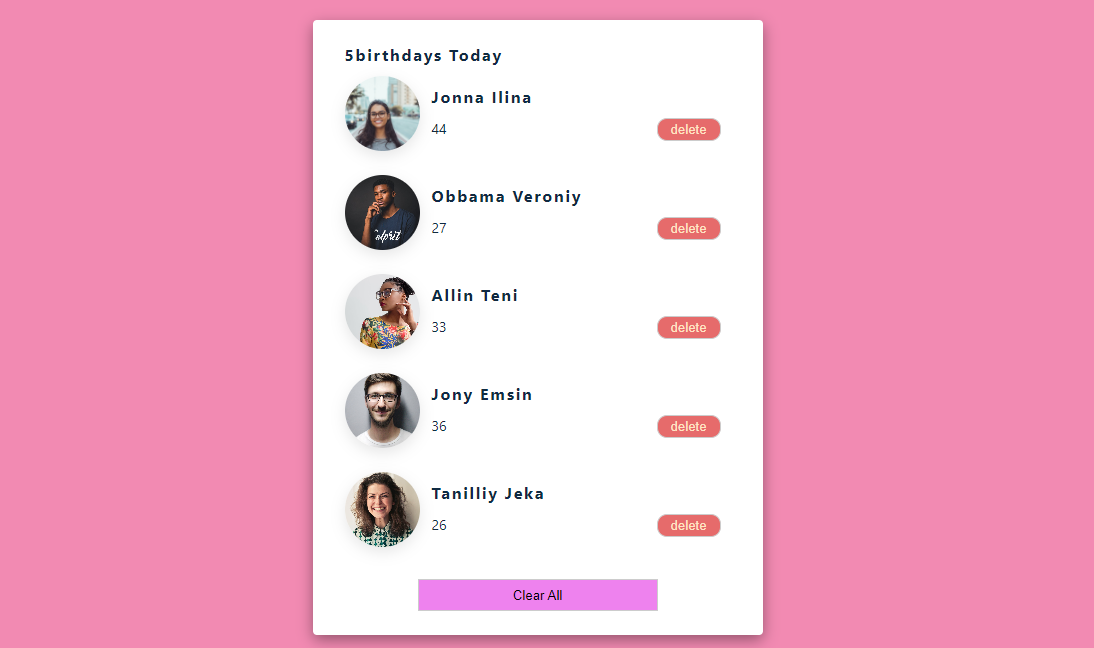 5birthdays Today
Jonna Ilina
44
delete
Obbama Veroniy
27
delete
Allin Teni
33
delete
Jony Emsin
36
delete
Tanilliy Jeka
26
delete
Clear All